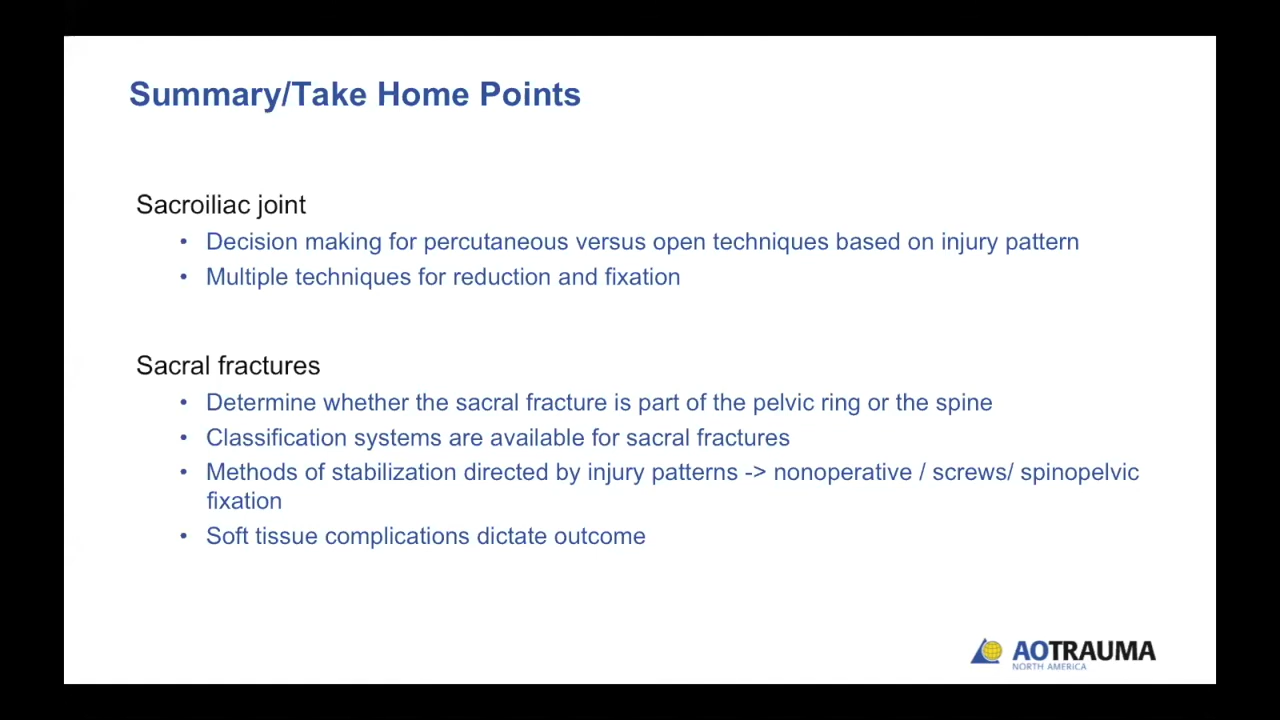 Summary/Take Home Points
Sacroiliac joint
• Decision making for percutaneous versus open techniques based on injury pattern
• Multiple techniques for reduction and fixation
Sacral fractures
• Determine whether the sacral fracture is part of the pelvic ring or the spine
• Classification systems are available for sacral fractures
• Methods of stabilization directed by injury patterns -> nonoperative / screws/ spinopelvic
fixation
• Soft tissue complications dictate outcome
AOTRAUMA
NORTH AMERICA